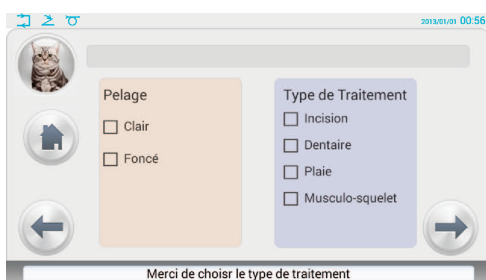 2013/01/01 00:56
Pelage
Clair
Foncé
Type de Traitement
Incision
Dentaire
Plaie
Musculo-squelet
Merci de choisr le type de traitement